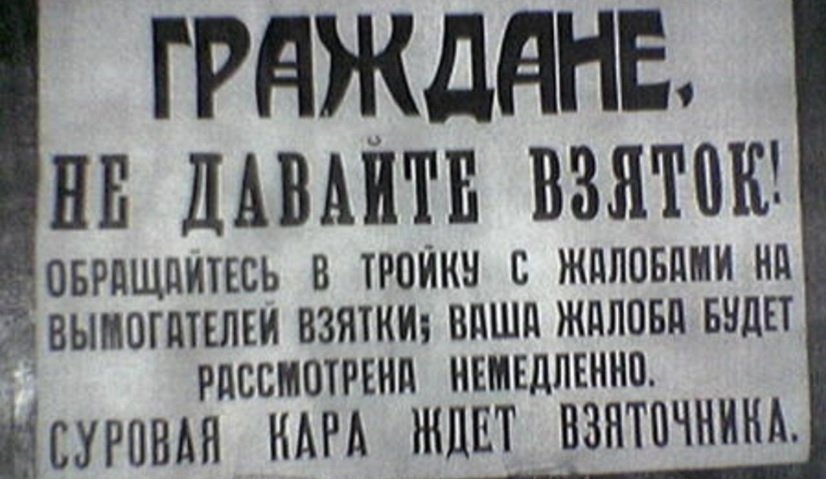 ГРАЖДАНЕ,
НЕ ДАВАЙТЕ ВЗЯТОК!
ОБРАЩАЙТЕСЬ В ТРОЙКУ С ЖАЛОБАМИ НА
ВЫМОГАТЕЛЕЙ ВЗЯТКИ; ВАША ЖАЛОБА БУДЕТ
РАССМОТРЕНА НЕМЕДЛЕННО.
СУРОВАЯ КАРА ЖДЕТ ВЗЯТОЧНИКА.